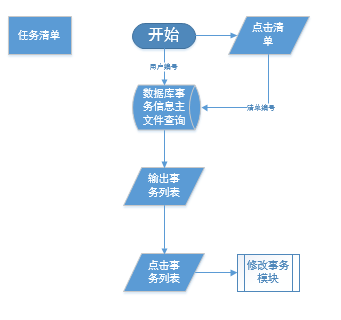 任务清单
开始
点击清
单
用户编号
数据库事
务信息主
文件查询
清单编号
输出事
务列表
点击事
务列表
修改事务
模块